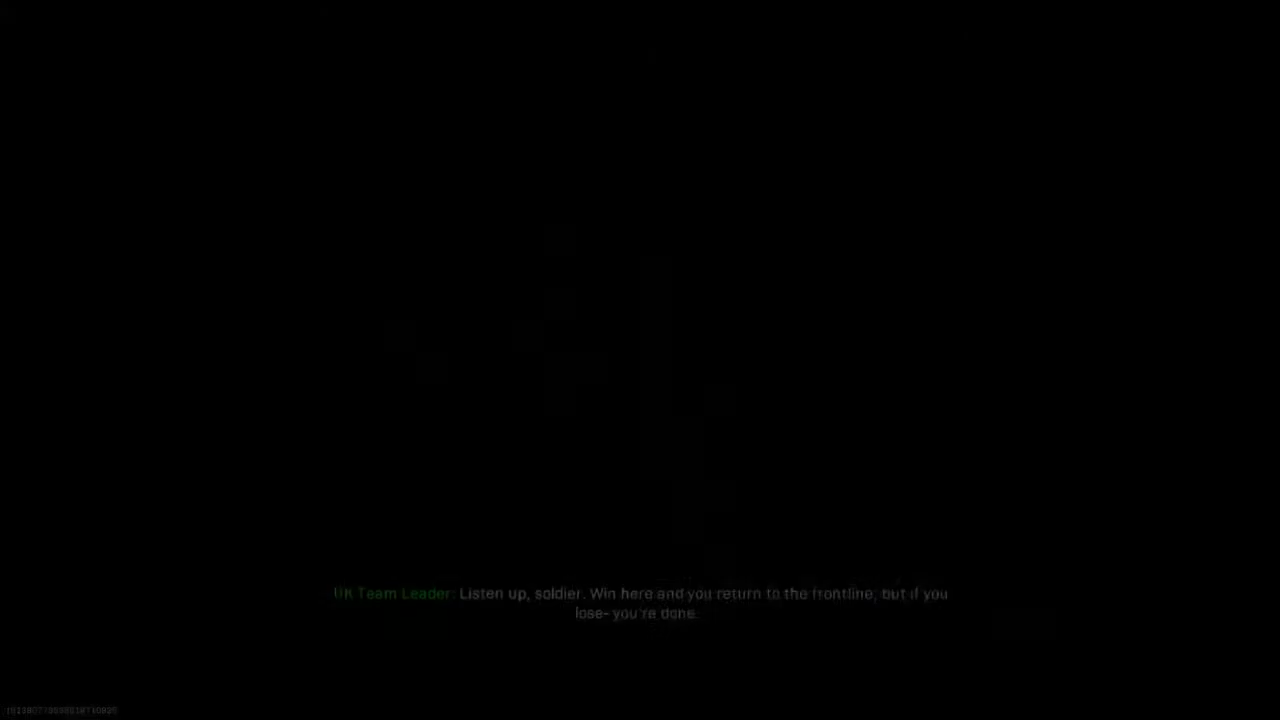 UK Team Leader: Listen up, soldier. Win here and you return to the frontline, but if you
lose- you're done.